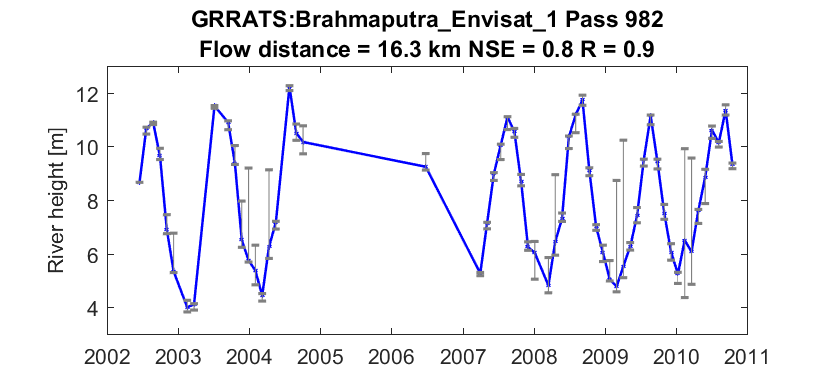 GRRATS:Brahmaputra_Envisat_1 Pass 982
Flow distance = 16.3 km NSE = 0.8 R = 0.9
River height [m]
12
10
8
6
4
2002 2003 2004 2005 2006 2007 2008 2009 2010 2011